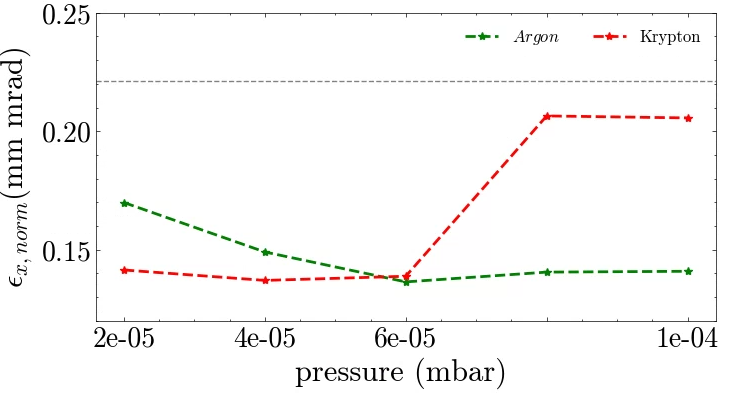 0.25
0.20
0.15
ϵx, norm(mm mrad)
Argon
Krypton
2e-05 4e-05 6e-05 1e-04
pressure (mbar)